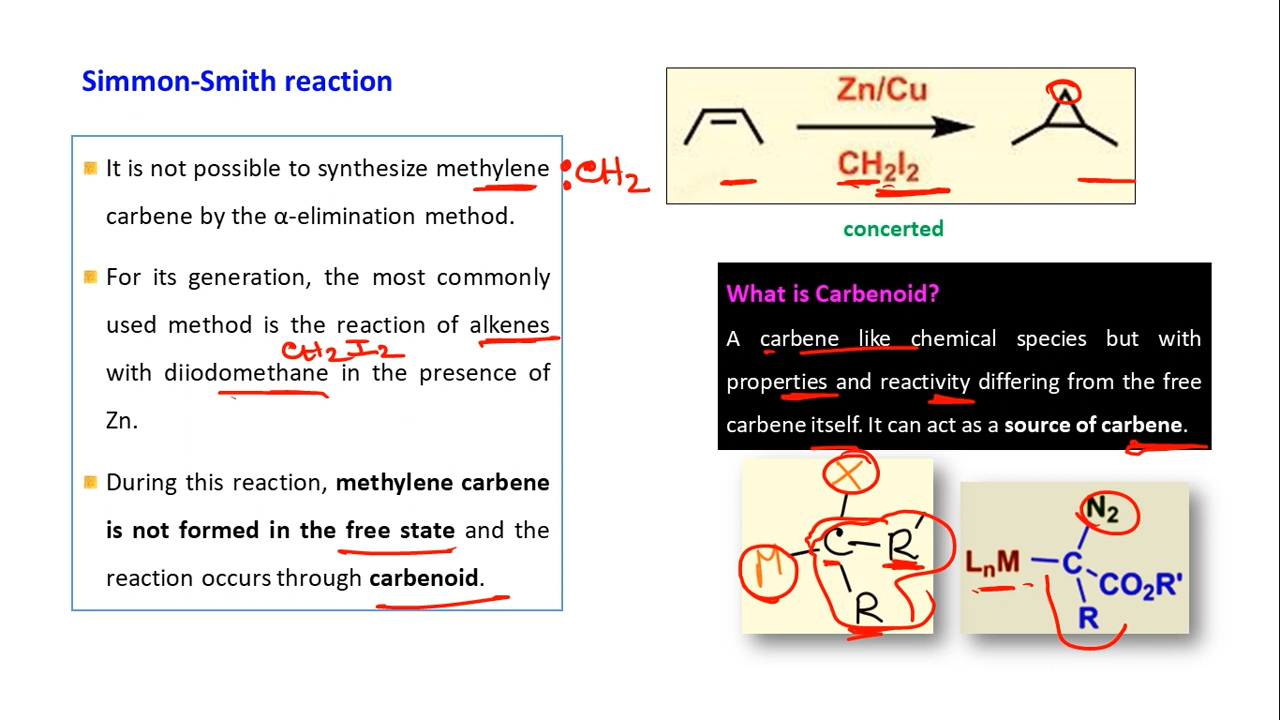 Simmon-Smith reaction
It is not possible to synthesize methylene
:CH2
carbene by the α-elimination method.
For its generation, the most commonly
used method is the reaction of alkenes
CH2I2
with diiodomethane in the presence of
Zn.
During this reaction, methylene carbene
is not formed in the free state and the
reaction occurs through carbenoid.
Zn/Cu
CH2I2
concerted
What is Carbenoid?
A carbene like chemical species but with
properties and reactivity differing from the free
carbene itself. It can act as a source of carbene.
X
M C R'
R
N2
LnM C CO2R'
R